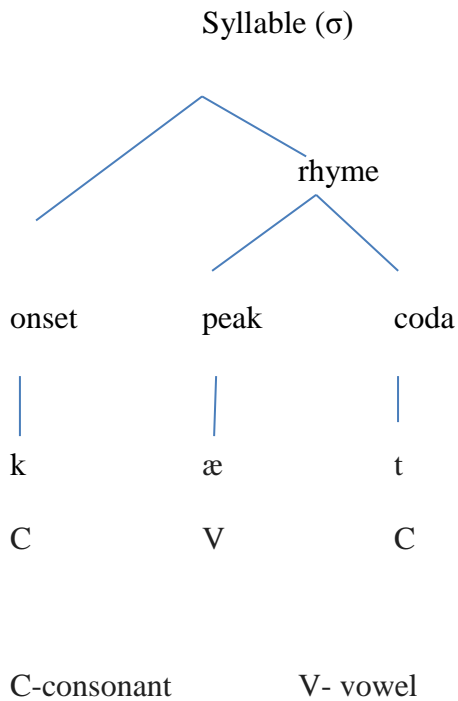 Syllable (σ)
rhyme
onset peak coda
k æ t
C V C
C-consonant V- vowel